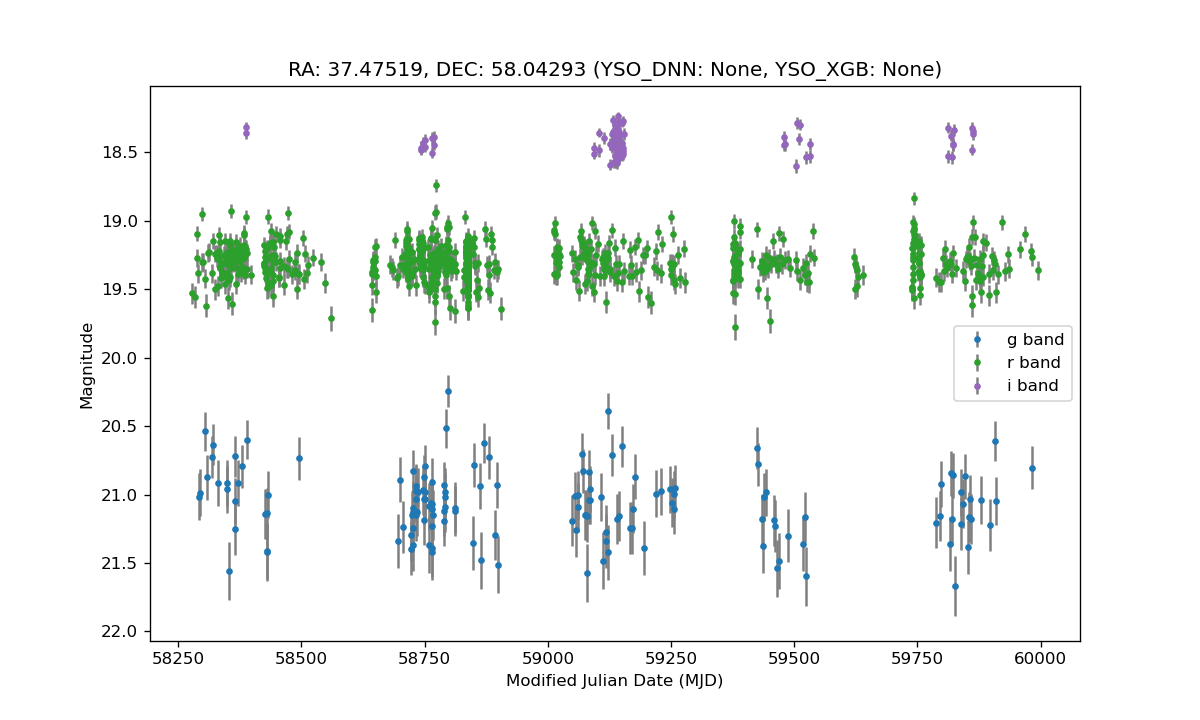 RA: 37.47519, DEC: 58.04293 (YSO_DNN: None, YSO_XGB: None)
Magnitude
18.5
19.0
19.5
20.0
20.5
21.0
21.5
22.0
g band
r band
i band
58250 58500 58750 59000 59250 59500 59750 60000
Modified Julian Date (MJD)